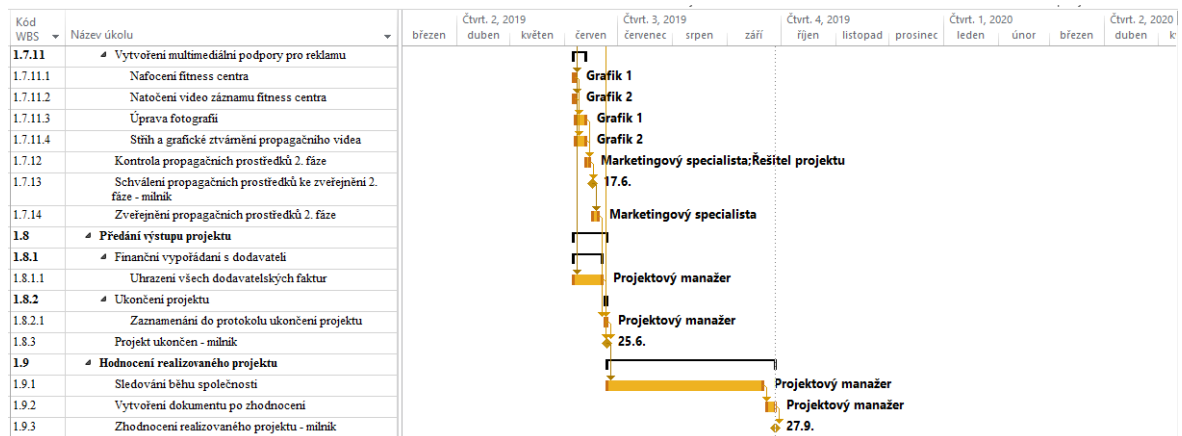 Čtvrt. 2, 2019 Čtvrt. 3, 2019 Čtvrt. 4, 2019 Čtvrt. 1, 2020 Čtvrt. 2, 2020
Kód
WBS Název úkolu březen duben květen červen červenec srpen září říjen listopad prosinec leden únor březen duben
1.7.11 Vytvoření multimediální podpory pro reklamu
1.7.11.1 Nafocení fitness centra Grafik 1
1.7.11.2 Natočení video záznamu fitness centra Grafik 2
1.7.11.3 Úprava fotografií Grafik 1
1.7.11.4 Střih a grafické ztvárnění propagačního videa Grafik 2
1.7.12 Kontrola propagačních prostředků 2. fáze Marketingový specialista;Řešitel projektu
1.7.13 Schválení propagačních prostředků ke zveřejnění 2. 17.6.
fáze - milník
1.7.14 Zveřejnění propagačních prostředků 2. fáze Marketingový specialista
1.8 Předání výstupu projektu
1.8.1 Finanční vypořádání s dodavateli
1.8.1.1 Uhrazení všech dodavatelských faktur Projektový manažer
1.8.2 Ukončení projektu
1.8.2.1 Zaznamenání do protokolu ukončení projektu Projektový manažer
1.8.3 Projekt ukončen - milník 25.6.
1.9 Hodnocení realizovaného projektu
1.9.1 Sledování běhu společnosti Projektový manažer
1.9.2 Vytvoření dokumentu po zhodnocení Projektový manažer
1.9.3 Zhodnocení realizovaného projektu - milník 27.9.